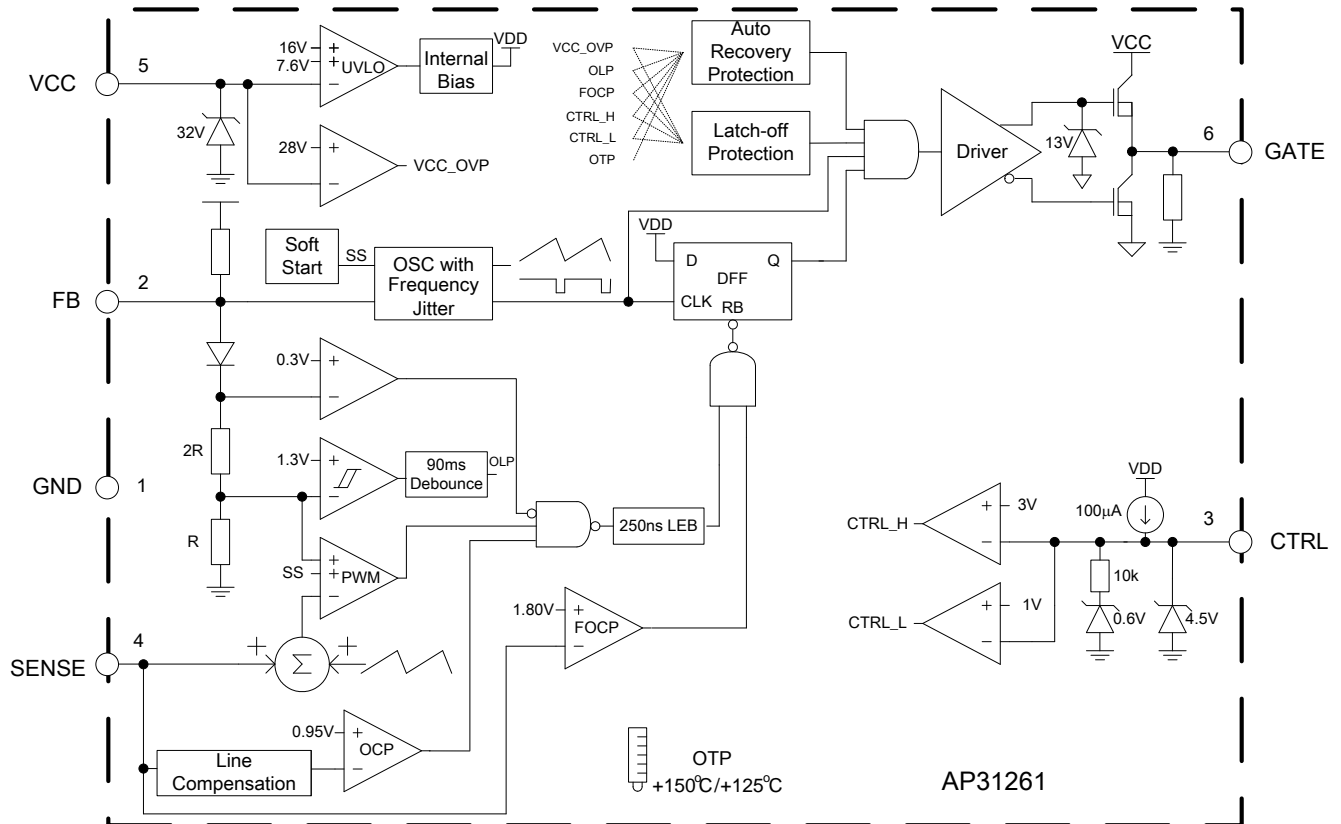 VCC
5
16V
7.6V
+
+
−
UVLO
Internal
Bias
VDD
32V
28V
+
−
VCC_OVP
VCC_OVP
OLP
FOCP
CTRL_H
CTRL_L
OTP
Auto
Recovery
Protection
Latch-off
Protection
Driver
VCC
13V
6
GATE
Soft
Start
SS
OSC with
Frequency
Jitter
VDD
D
Q
DFF
CLK
RB
FB
2
0.3V
+
−
2R
1.3V
+
−
90ms
Debounce
OLP
GND
1
R
SS
+
+
−
PWM
250ns LEB
1.80V
+
−
FOCP
SENSE
4
+
Σ
+
0.95V
+
−
OCP
Line
Compensation
CTRL_H
+
−
3V
VDD
100μA
3
CTRL
CTRL_L
+
−
1V
10k
0.6V
4.5V
OTP
+150°C/+125°C
AP31261